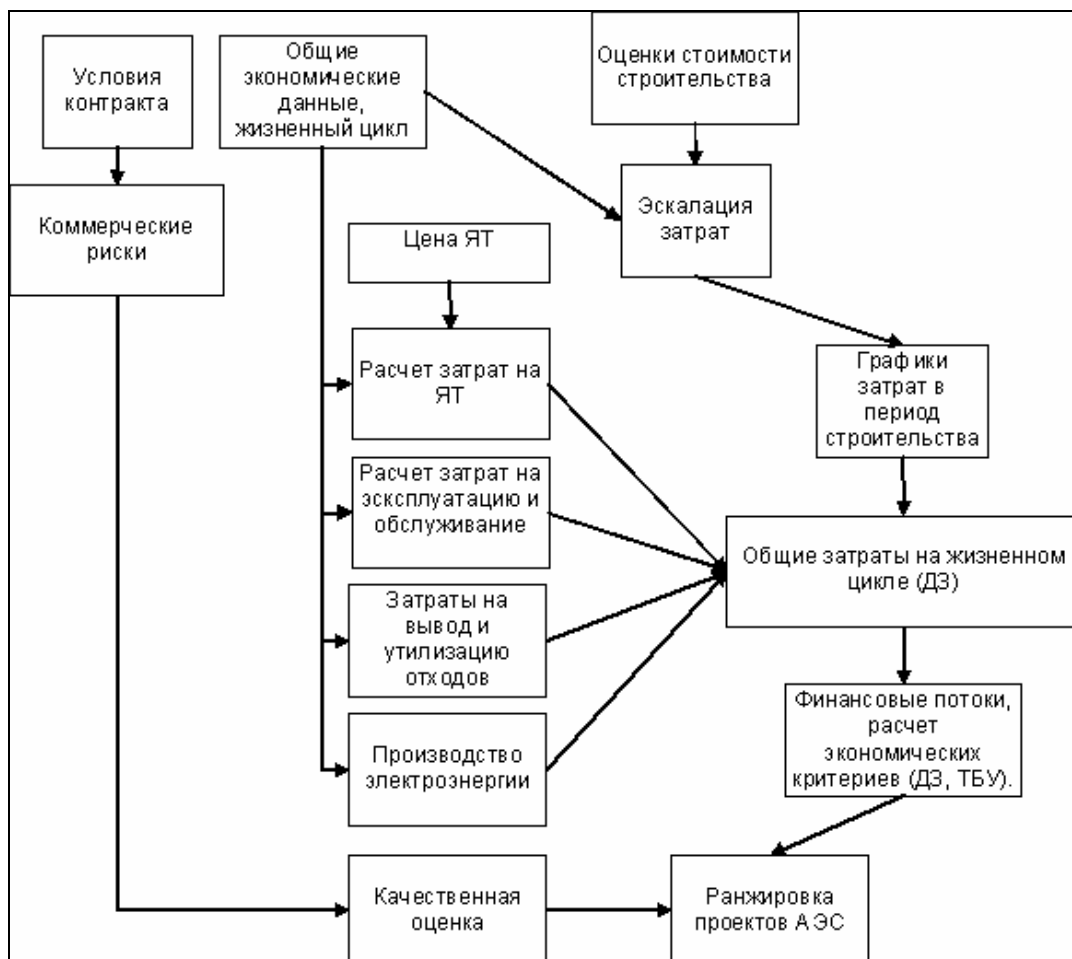 Условия
контракта
Общие
экономические
данные,
жизненный цикл
Оценки стоимости
строительства
Коммерческие
риски
Эскалация
затрат
Цена ЯТ
Расчет затрат на
ЯТ
Графики
затрат в
период
строительства
Расчет затрат на
эсксплуатацию и
обслуживание
Общие затраты на жизненном
цикле (ДЗ)
Затраты на
вывод и
утилизацию
отходов
Финансовые потоки,
расчет
экономических
критериев (ДЗ, ТБУ).
Производство
электроэнергии
Качественная
оценка
Ранжировка
проектов АЭС